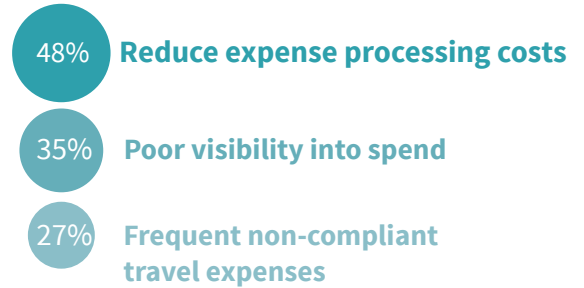 48% Reduce expense processing costs
35% Poor visibility into spend
27% Frequent non-compliant
travel expenses